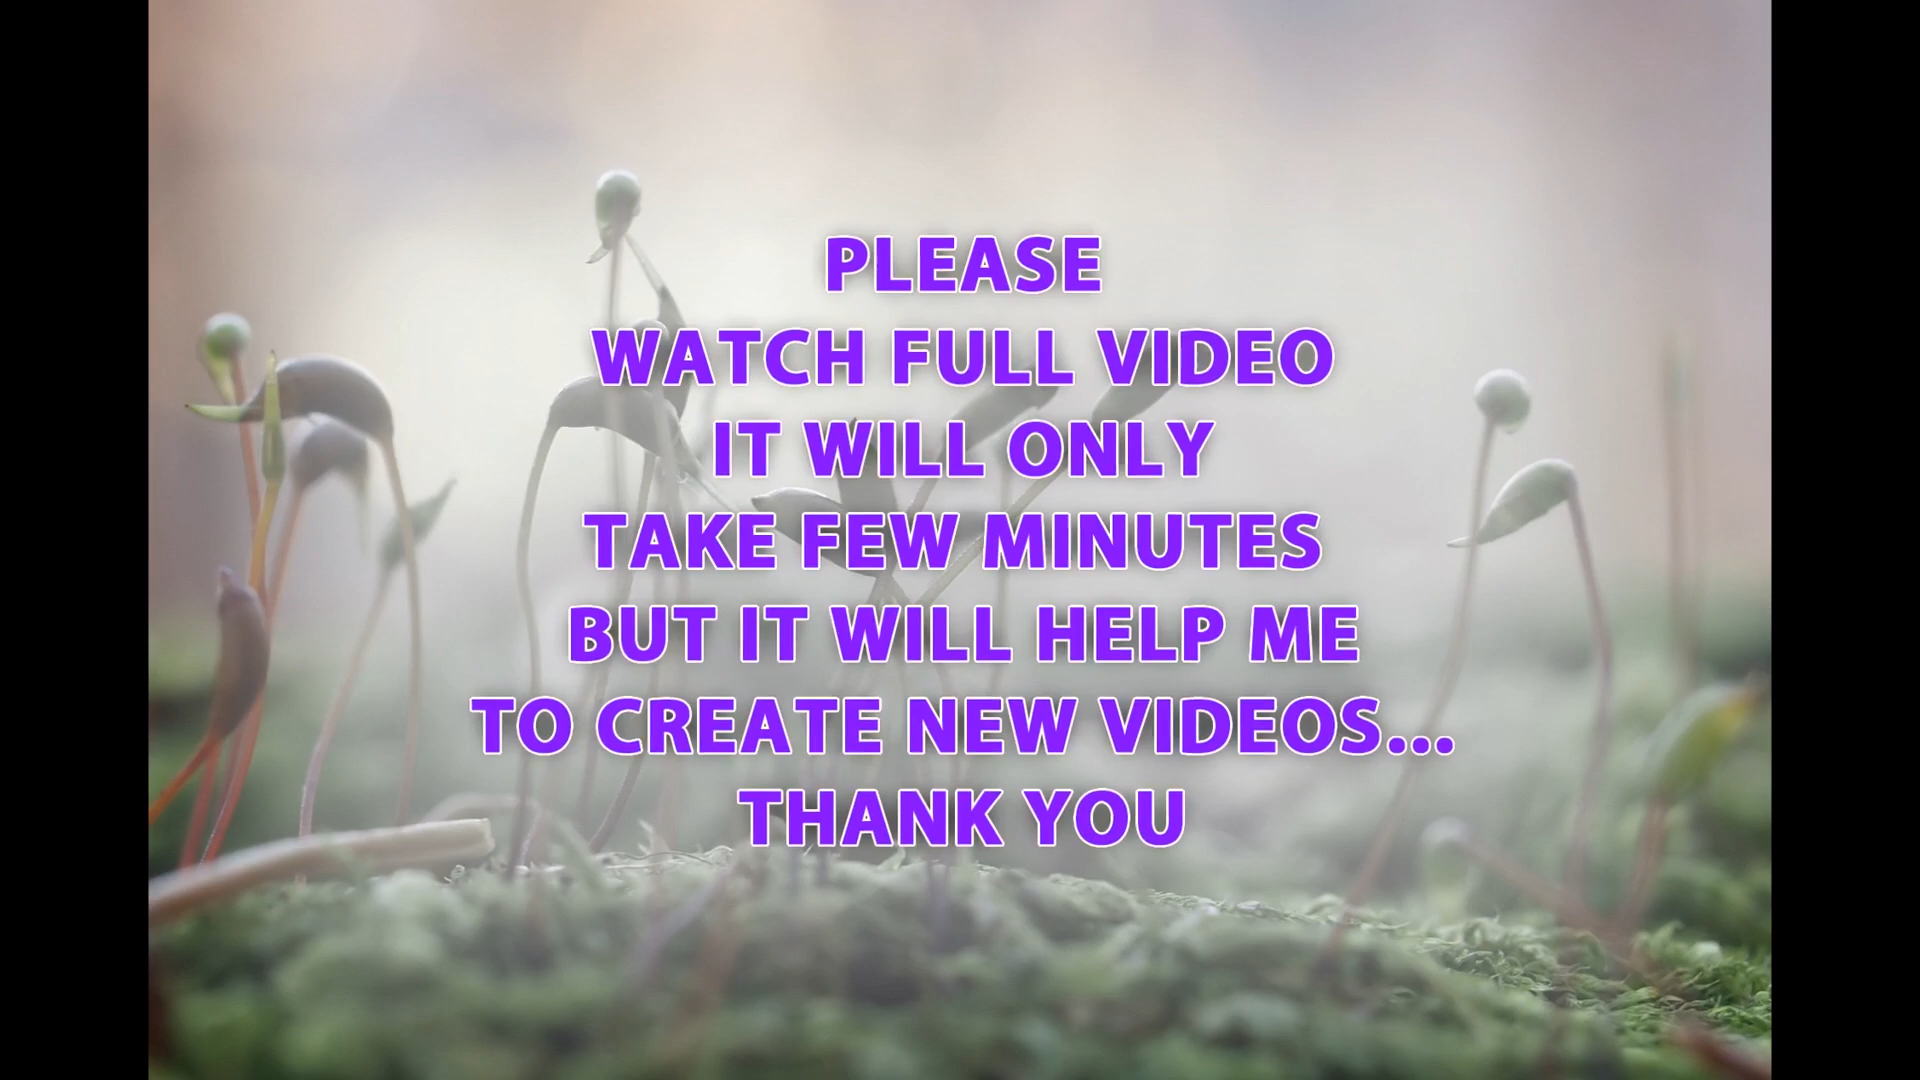 PLEASE
WATCH FULL VIDEO
IT WILL ONLY
TAKE FEW MINUTES
BUT IT WILL HELP ME
TO CREATE NEW VIDEOS...
THANK YOU